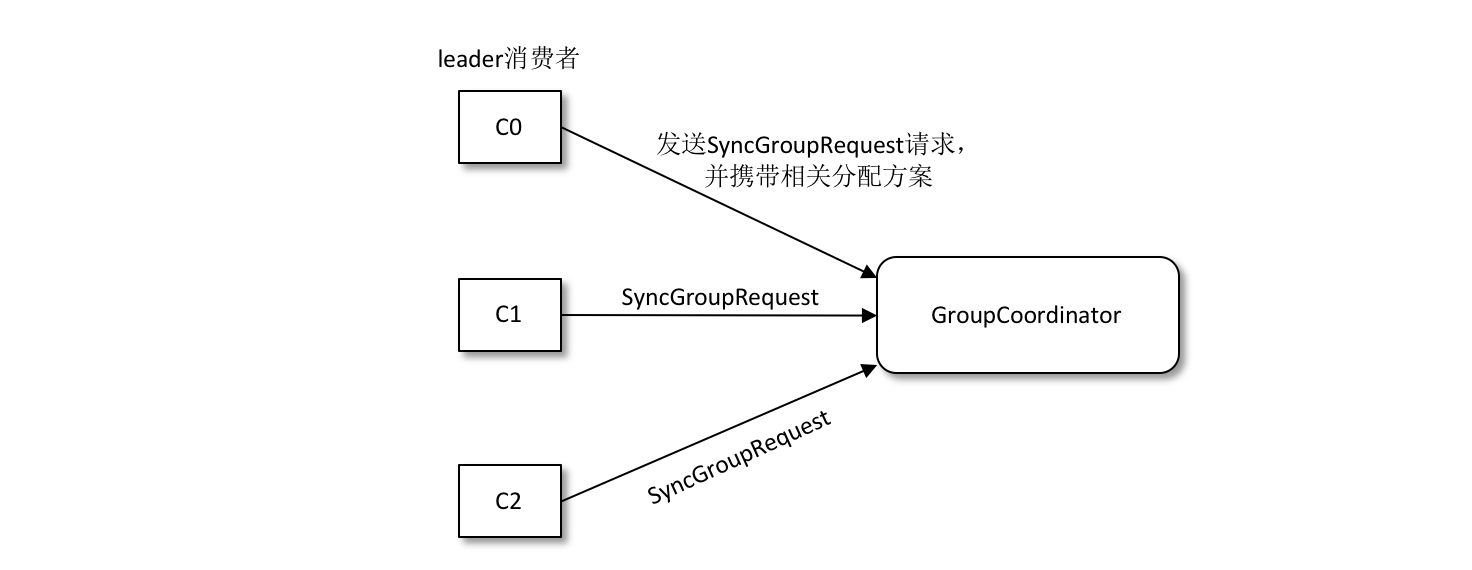 leader消费者
C0
发送SyncGroupRequest请求，
并携带相关分配方案
C1
SyncGroupRequest
GroupCoordinator
C2
SyncGroupRequest